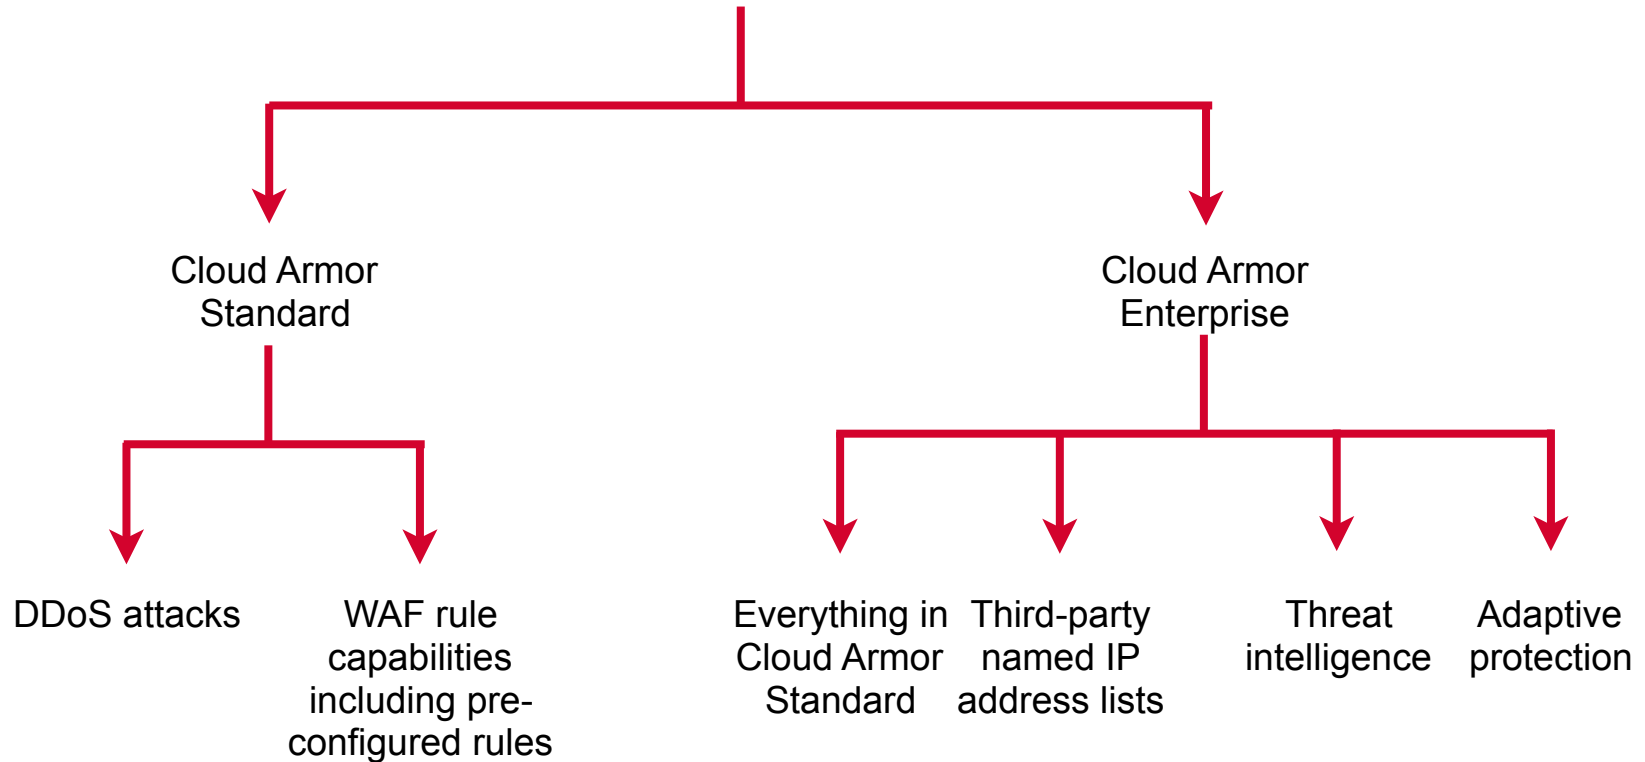 Cloud Armor
Standard
Cloud Armor
Enterprise
DDoS attacks
WAF rule
capabilities
including pre-
configured rules
Everything in
Cloud Armor
Standard
Third-party
named IP
address lists
Threat
intelligence
Adaptive
protection